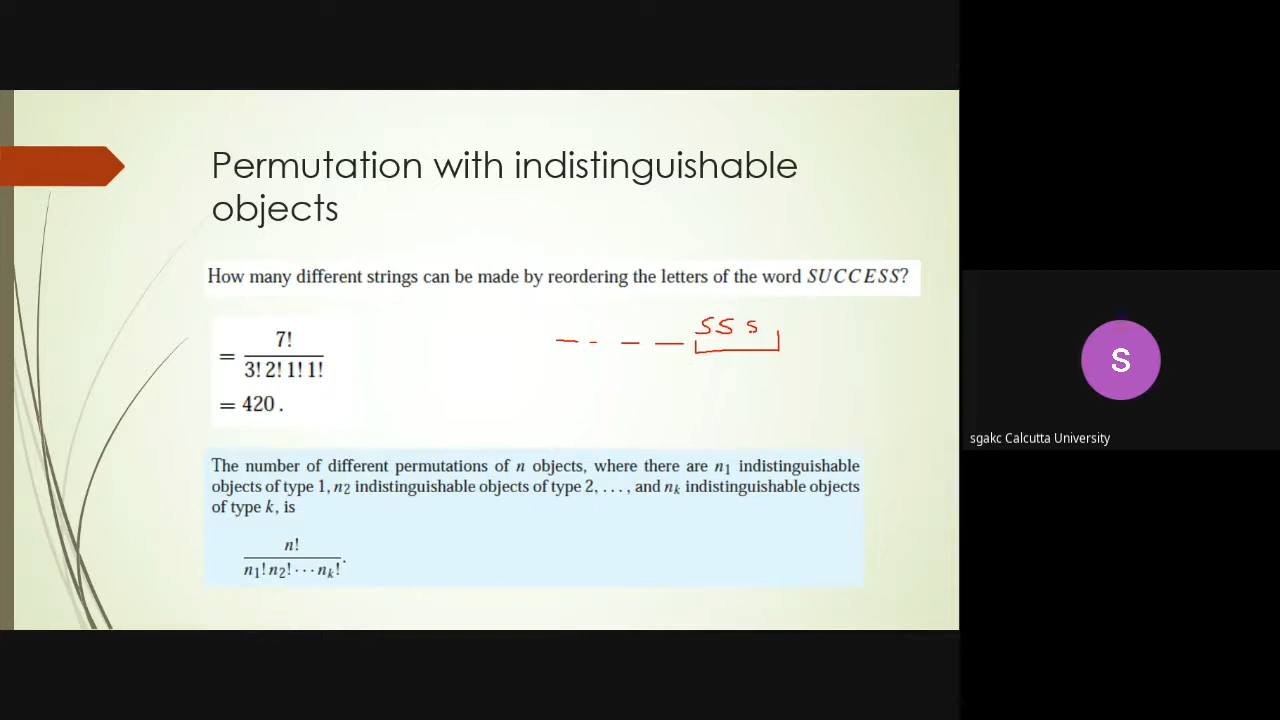 Permutation with indistinguishable
objects
How many different strings can be made by reordering the letters of the word SUCCESS?
= 7! / 3! 2! 1! 1!
= 420 .
S S S
The number of different permutations of n objects, where there are n1 indistinguishable
objects of type 1, n2 indistinguishable objects of type 2, . . . , and nk indistinguishable objects
of type k, is
n! / n1! n2! · · · nk! .
S
sgakc Calcutta University